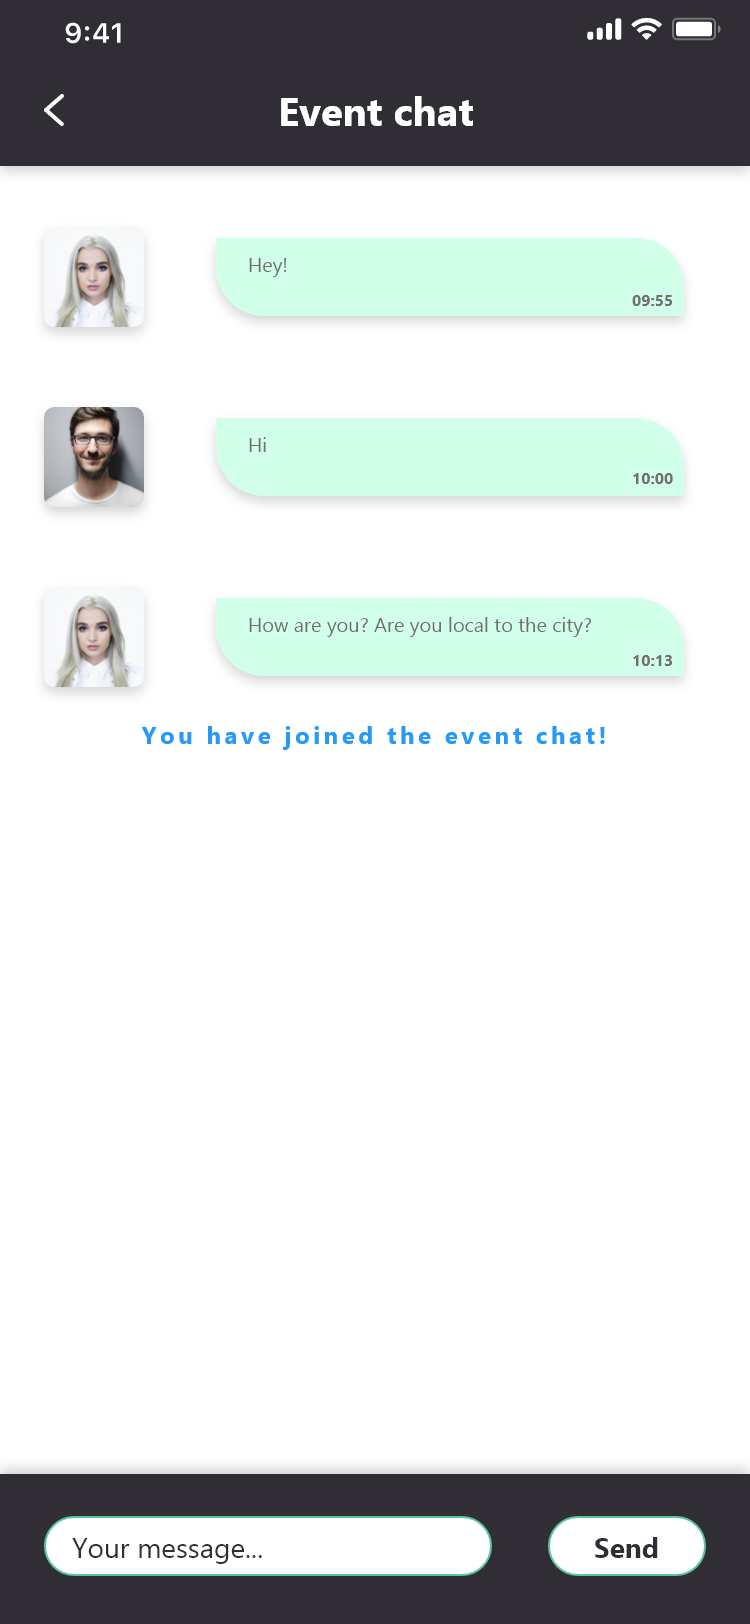 9:41
Event chat
Hey!
09:55
Hi
10:00
How are you? Are you local to the city?
10:13
You have joined the event chat!
Your message...
Send